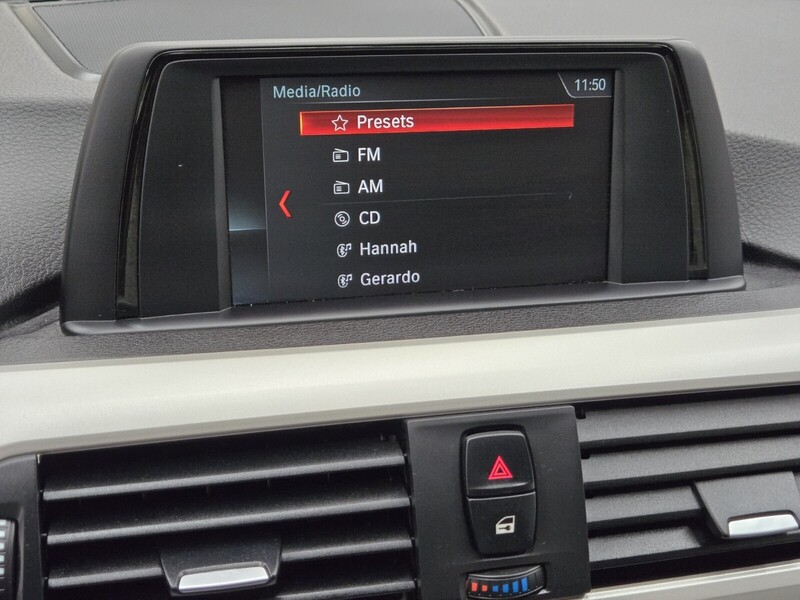 Media/Radio
11:50
Presets
FM
AM
CD
Hannah
Gerardo